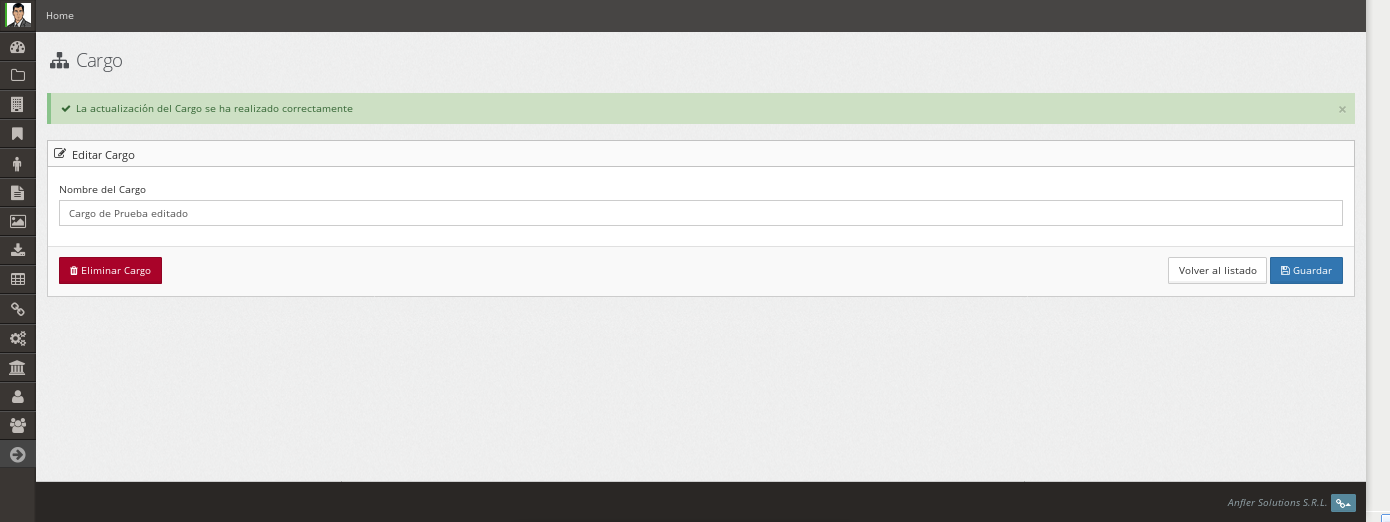 Home
Cargo
La actualización del Cargo se ha realizado correctamente
×
Editar Cargo
Nombre del Cargo
Cargo de Prueba editado
Eliminar Cargo
Volver al listado
Guardar
Anfler Solutions S.R.L.